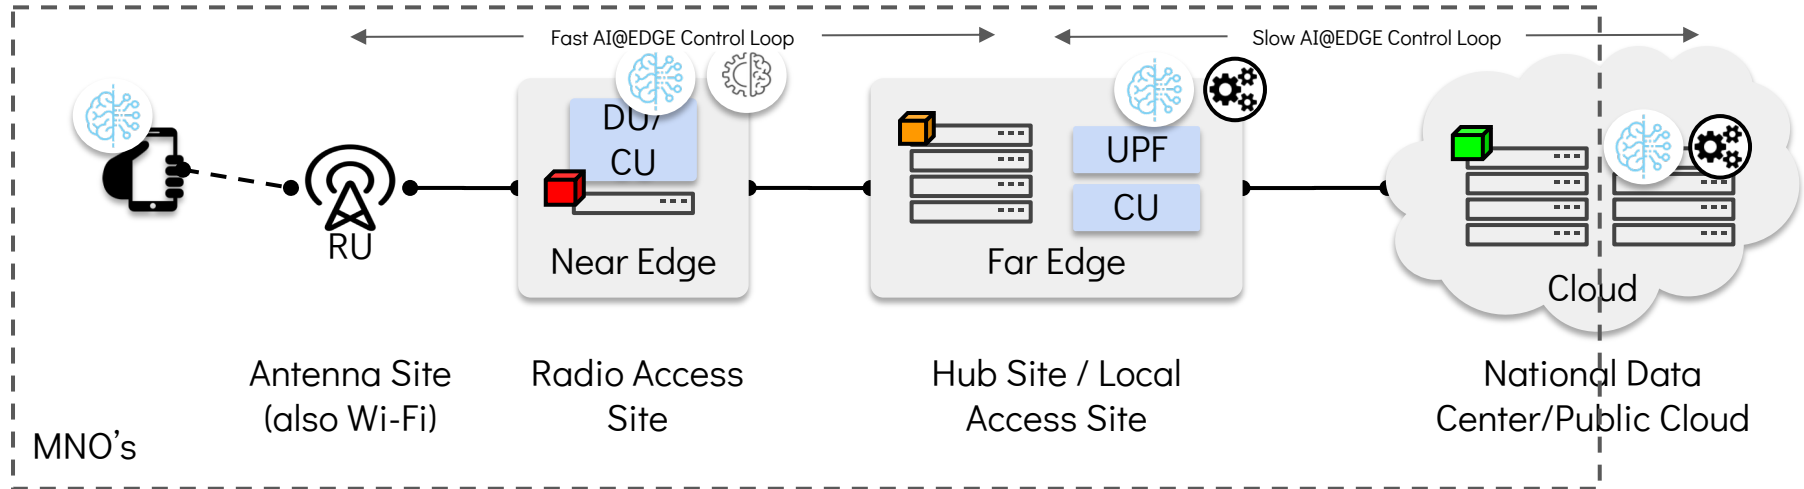 Fast AI@EDGE Control Loop
Slow AI@EDGE Control Loop
DU/
CU
UPF
CU
RU
Near Edge
Far Edge
Cloud
Antenna Site
(also Wi-Fi)
Radio Access
Site
Hub Site / Local
Access Site
National Data
Center/Public Cloud
MNO's